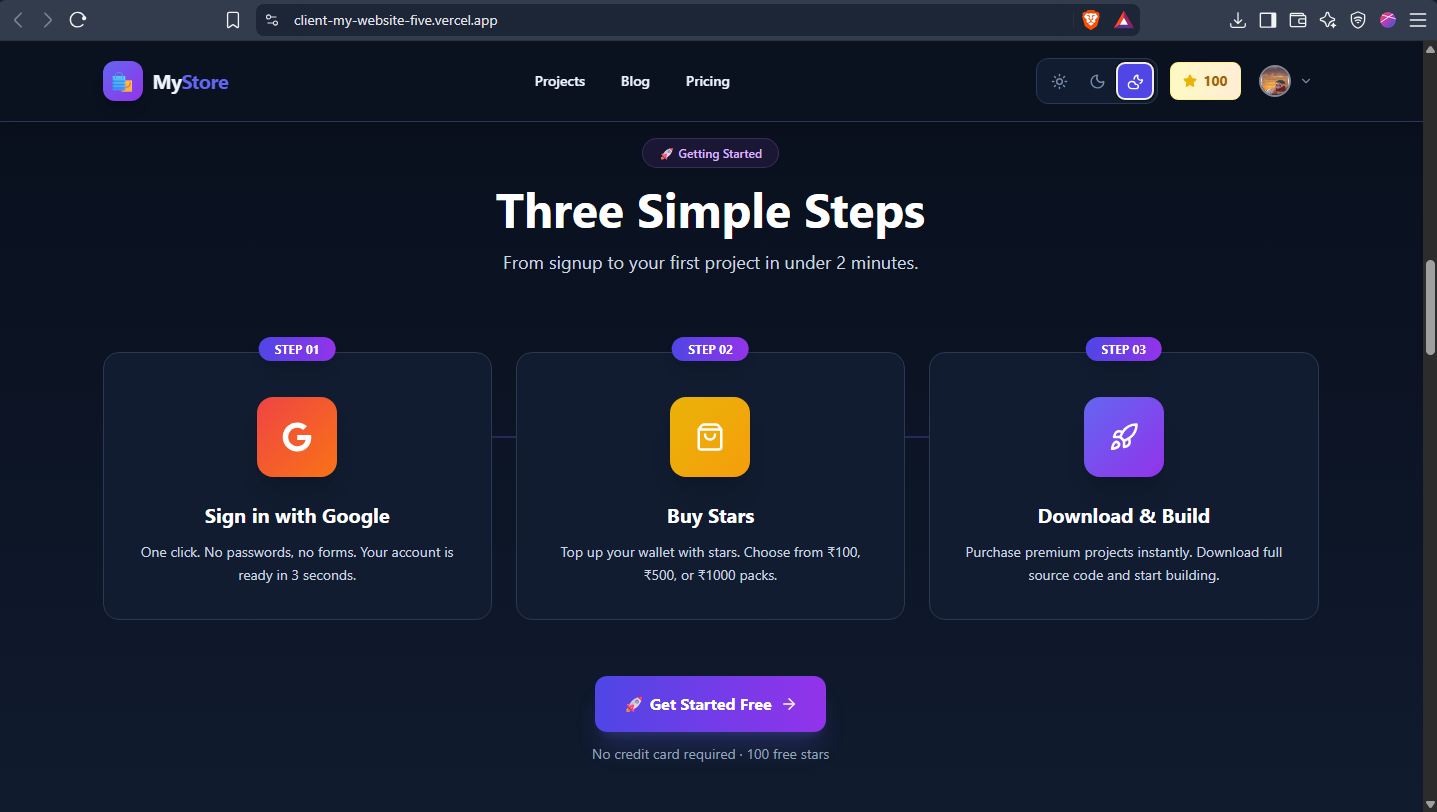 client-my-website-five.vercel.app
MyStore
Projects
Blog
Pricing
100
🚀 Getting Started
Three Simple Steps
From signup to your first project in under 2 minutes.
STEP 01
Sign in with Google
One click. No passwords, no forms. Your account is
ready in 3 seconds.
STEP 02
Buy Stars
Top up your wallet with stars. Choose from ₹100,
₹500, or ₹1000 packs.
STEP 03
Download & Build
Purchase premium projects instantly. Download full
source code and start building.
🚀 Get Started Free →
No credit card required · 100 free stars